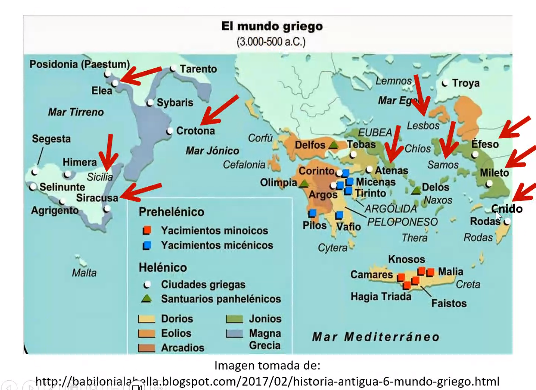 El mundo griego
(3.000-500 a.C.)
Posidonia (Paestum)
Tarento
Elea
Sybaris
Mar Tirreno
Crotona
Mar Jónico
Segesta
Himera
Sicilia
Selinunte
Siracusa
Agrigento
Malta
Lemnos
Troya
Mar Eg
Lesbos
Corfú
Delfos
EUBEA
Tebas
Chíos
Éfeso
Cefalonia
Samos
Corinto
Atenas
Mileto
Olimpia
Micenas
Argos
Tirinto
Delos
Naxos
ARGÓLIDA
Cnido
PELOPONESO
Pilos
Vafio
Rodas
Thera
Rodas
Cytera
Knosos
Camares
Malia
Creta
Hagia Triada
Faistos
Mar Mediterráneo
Prehelénico
Yacimientos minoicos
Yacimientos micénicos
Helénico
Ciudades griegas
Santuarios panhelénicos
Dorios
Jonios
Eolios
Magna
Grecia
Arcadios
Imagen tomada de:
http://babilonialabella.blogspot.com/2017/02/historia-antigua-6-mundo-griego.html